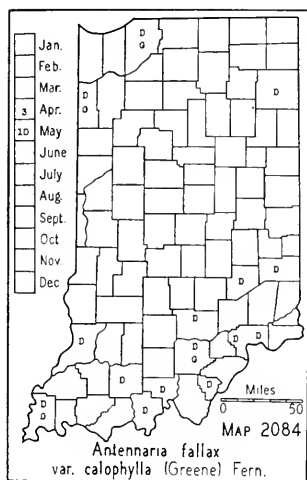 Jan.
Feb.
Mar.
3 Apr.
10 May
June
July
Aug.
Sept.
Oct
Nov.
Dec
D
G
D
G
D
D
D
D
D
G
D
D
D
D
D
D
D
D
D
Miles
0 50
MAP 2084
Antennaria fallax
var. calophylla (Greene) Fern.